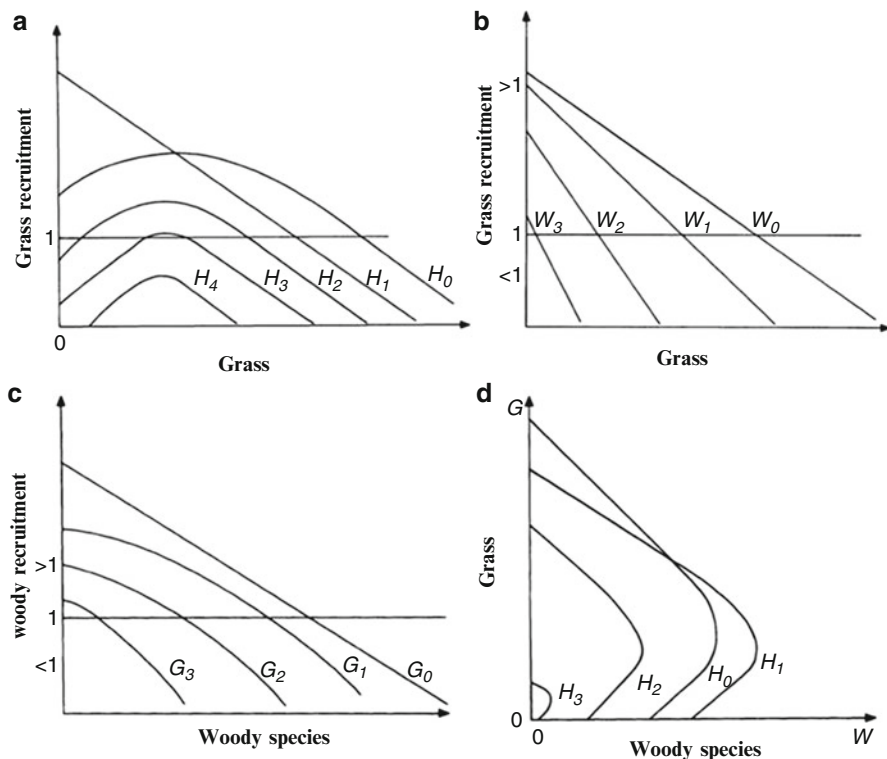 a
Grass recruitment
1
0
H4
H3
H2
H1
H0
Grass
b
Grass recruitment
>1
1
<1
W3
W2
W1
W0
Grass
c
woody recruitment
>1
1
<1
G3
G2
G1
G0
Woody species
d
G
Grass
0
0
H3
H2
H0
H1
W
Woody species